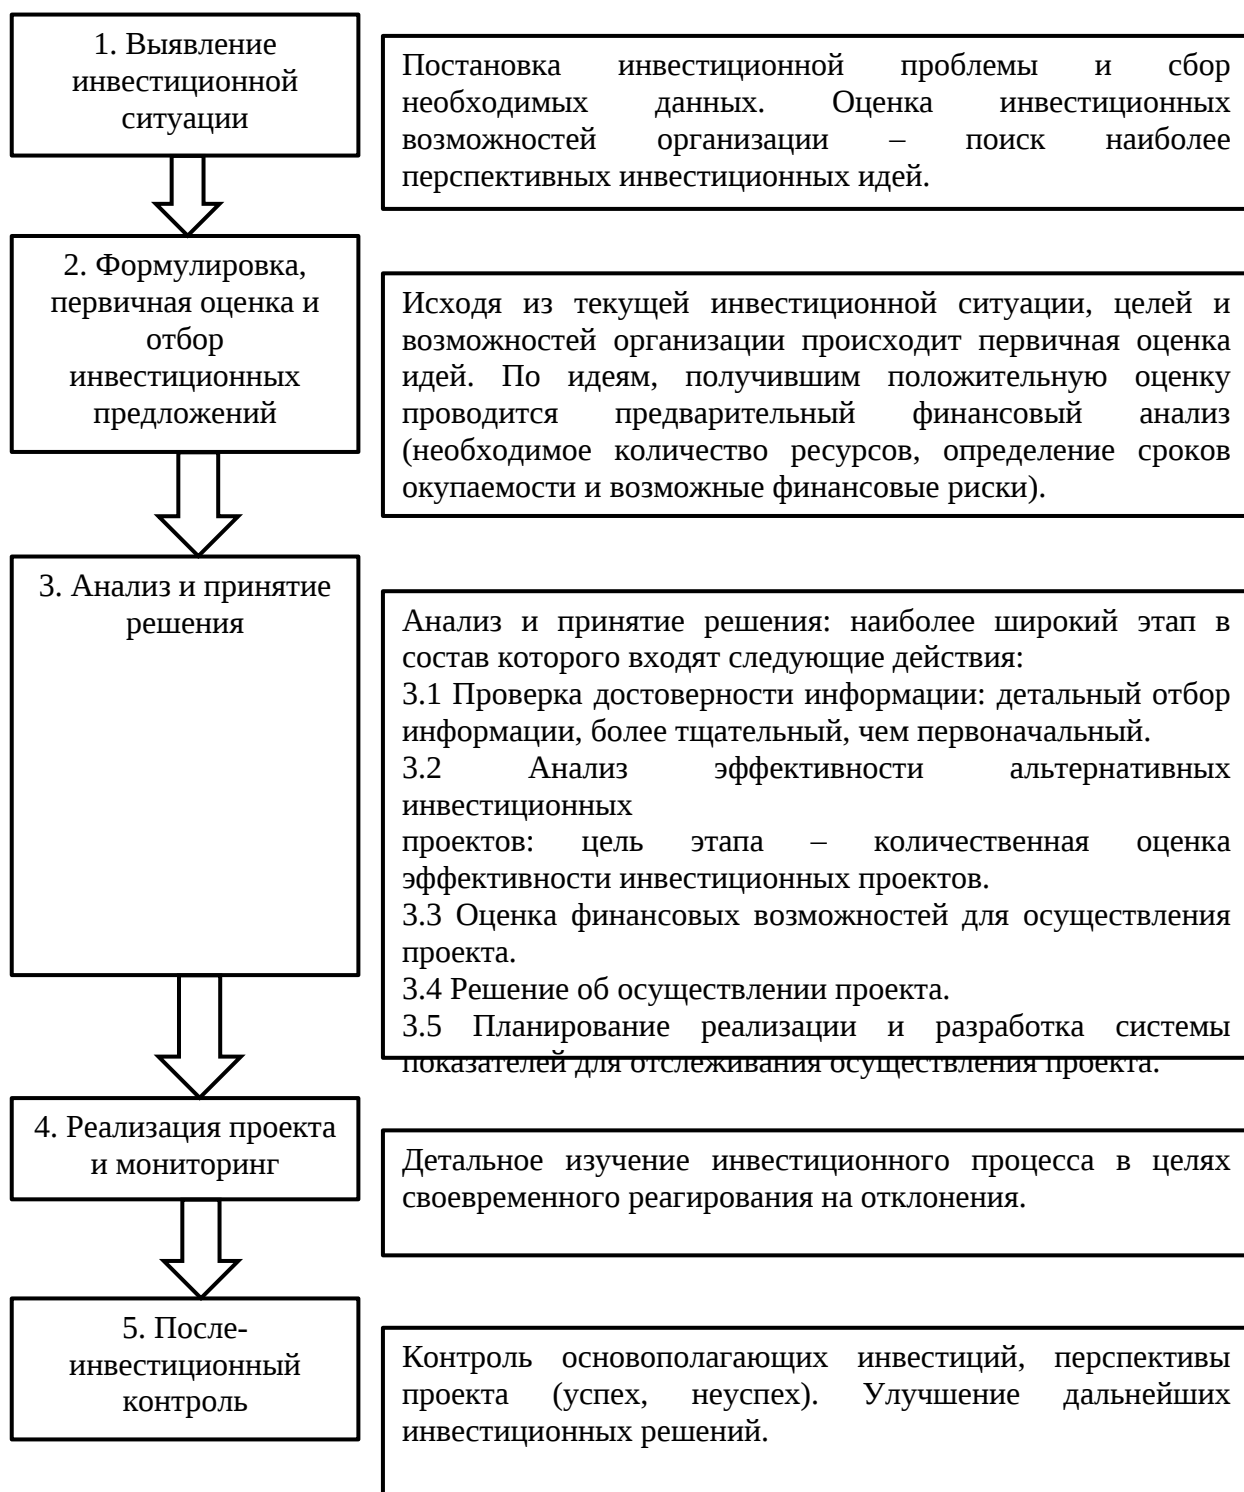 1. Выявление
инвестиционной
ситуации
Постановка инвестиционной проблемы и сбор
необходимых данных. Оценка инвестиционных
возможностей организации – поиск наиболее
перспективных инвестиционных идей.
2. Формулировка,
первичная оценка и
отбор
инвестиционных
предложений
Исходя из текущей инвестиционной ситуации, целей и
возможностей организации происходит первичная оценка
идей. По идеям, получившим положительную оценку
проводится предварительный финансовый анализ
(необходимое количество ресурсов, определение сроков
окупаемости и возможные финансовые риски).
3. Анализ и принятие
решения
Анализ и принятие решения: наиболее широкий этап в
состав которого входят следующие действия:
3.1 Проверка достоверности информации: детальный отбор
информации, более тщательный, чем первоначальный.
3.2 Анализ эффективности альтернативных
инвестиционных
проектов: цель этапа – количественная оценка
эффективности инвестиционных проектов.
3.3 Оценка финансовых возможностей для осуществления
проекта.
3.4 Решение об осуществлении проекта.
3.5 Планирование реализации и разработка системы
показателей для отслеживания осуществления проекта.
4. Реализация проекта
и мониторинг
Детальное изучение инвестиционного процесса в целях
своевременного реагирования на отклонения.
5. После-
инвестиционный
контроль
Контроль основополагающих инвестиций, перспективы
проекта (успех, неуспех). Улучшение дальнейших
инвестиционных решений.